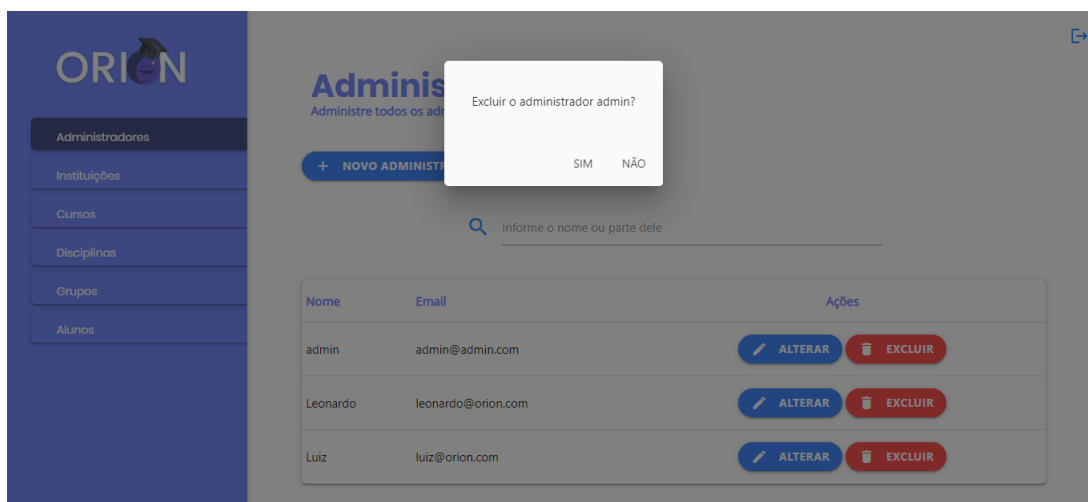 ORION
Administradores
Instituições
Cursos
Disciplinas
Grupos
Alunos
Adminis
Administre todos os adr
+ NOVO ADMINISTR
Excluir o administrador admin?
SIM NÃO
Informe o nome ou parte dele
Nome Email Ações
admin admin@admin.com ALTERAR EXCLUIR
Leonardo leonardo@orion.com ALTERAR EXCLUIR
Luiz luiz@orion.com ALTERAR EXCLUIR